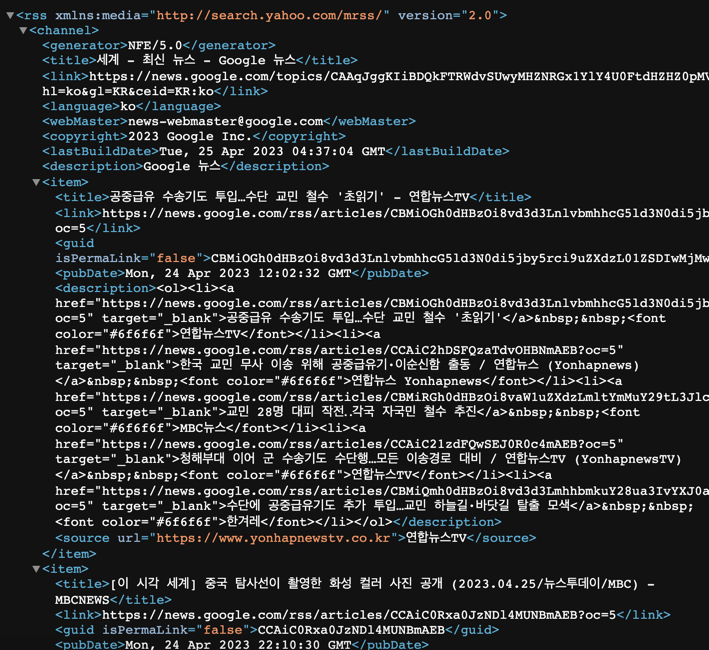 ▼<rss xmlns:media="http://search.yahoo.com/mrss/" version="2.0">
▼<channel>
<generator>NFE/5.0</generator>
<title>세계 - 최신 뉴스 - Google 뉴스</title>
<link>https://news.google.com/topics/CAAqJggKIiBDQkFTRWdvSUwyMHZNRGx1YlY4U0FtdHZHZ0pMV
hl=ko&gl=KR&ceid=KR:ko</link>
<language>ko</language>
<webMaster>news-webmaster@google.com</webMaster>
<copyright>2023 Google Inc.</copyright>
<lastBuildDate>Tue, 25 Apr 2023 04:37:04 GMT</lastBuildDate>
<description>Google 뉴스</description>
▼<item>
<title>공중급유 수송기도 투입…수단 교민 철수 '초읽기' - 연합뉴스TV</title>
<link>https://news.google.com/rss/articles/CBMiOGh0dHBzOi8vd3d3LnlvbmhhcG5ld3N0di5jb
oc=5</link>
<guid
isPermaLink="false">CBMiOGh0dHBzOi8vd3d3LnlvbmhhcG5ld3N0di5jby5rci9uZXdzL01ZSDIwMjMw
<pubDate>Mon, 24 Apr 2023 12:02:32 GMT</pubDate>
<description><ol><li><a
href="https://news.google.com/rss/articles/CBMiOGh0dHBzOi8vd3d3LnlvbmhhcG5ld3N0di5jb
oc=5" target="_blank">공중급유 수송기도 투입…수단 교민 철수 '초읽기'</a>&nbsp;&nbsp;<font
color="#6f6f6f">연합뉴스TV</font></li><li><a
href="https://news.google.com/rss/articles/CCAiC2hDSFQzaTdvOHBNmAEB?oc=5"
target="_blank">한국 교민 무사 이송 위해 공중급유기·이순신함 출동 / 연합뉴스 (Yonhapnews)
</a>&nbsp;&nbsp;<font color="#6f6f6f">연합뉴스 Yonhapnews</font></li><li><a
href="https://news.google.com/rss/articles/CBMiRGh0dHBzOi8vaW1uZXdzLmltYmMuY29tL3Jlc
oc=5" target="_blank">교민 28명 대피 작전‥각국 자국민 철수 추진</a>&nbsp;&nbsp;<font
color="#6f6f6f">MBC뉴스</font></li><li><a
href="https://news.google.com/rss/articles/CCAiC21zdFQwSEJ0R0c4mAEB?oc=5"
target="_blank">청해부대 이어 군 수송기도 수단행…모든 이송경로 대비 / 연합뉴스TV (YonhapnewsTV)
</a>&nbsp;&nbsp;<font color="#6f6f6f">연합뉴스TV</font></li><li><a
href="https://news.google.com/rss/articles/CBMiQmh0dHBzOi8vd3d3LmhhbmkuY28ua3IvYXJ0a
oc=5" target="_blank">수단에 공중급유기도 추가 투입…교민 하늘길·바닷길 탈출 모색</a>&nbsp;&nbsp;
<font color="#6f6f6f">한겨레</font></li></ol></description>
<source url="https://www.yonhapnewstv.co.kr">연합뉴스TV</source>
</item>
▼<item>
<title>[이 시각 세계] 중국 탐사선이 촬영한 화성 컬러 사진 공개 (2023.04.25/뉴스투데이/MBC) -
MBCNEWS</title>
<link>https://news.google.com/rss/articles/CCAiC0Rxa0JzNDl4MUNBmAEB?oc=5</link>
<guid isPermaLink="false">CCAiC0Rxa0JzNDl4MUNBmAEB</guid>
<pubDate>Mon, 24 Apr 2023 22:10:30 GMT</pubDate>